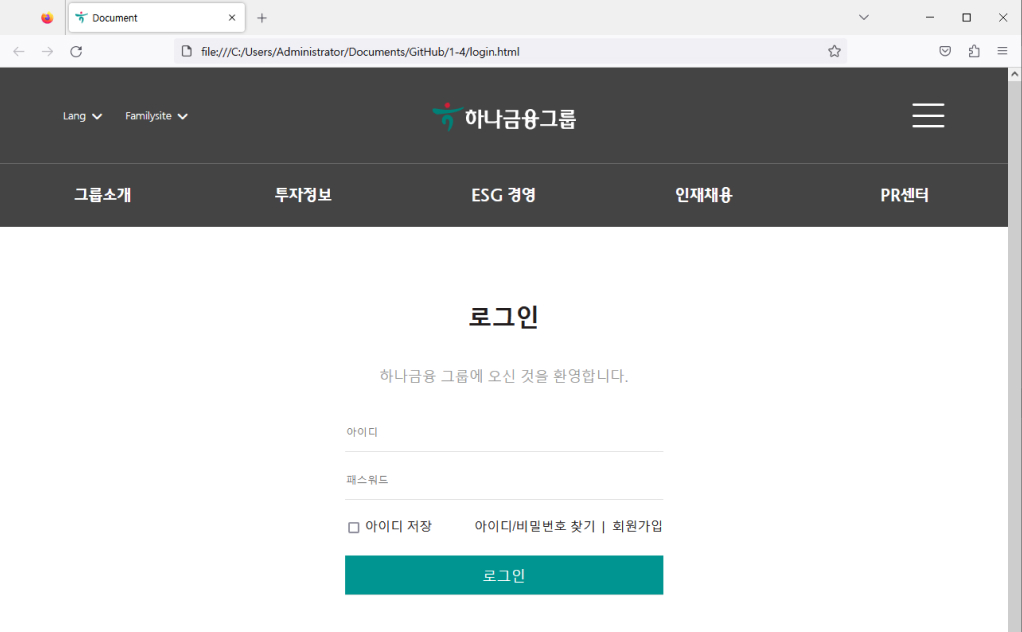 Document
file:///C:/Users/Administrator/Documents/GitHub/1-4/login.html
Lang Familysite 하나금융그룹
그룹소개 투자정보 ESG 경영 인재채용 PR센터
로그인
하나금융 그룹에 오신 것을 환영합니다.
아이디
패스워드
아이디 저장 아이디/비밀번호 찾기 | 회원가입
로그인